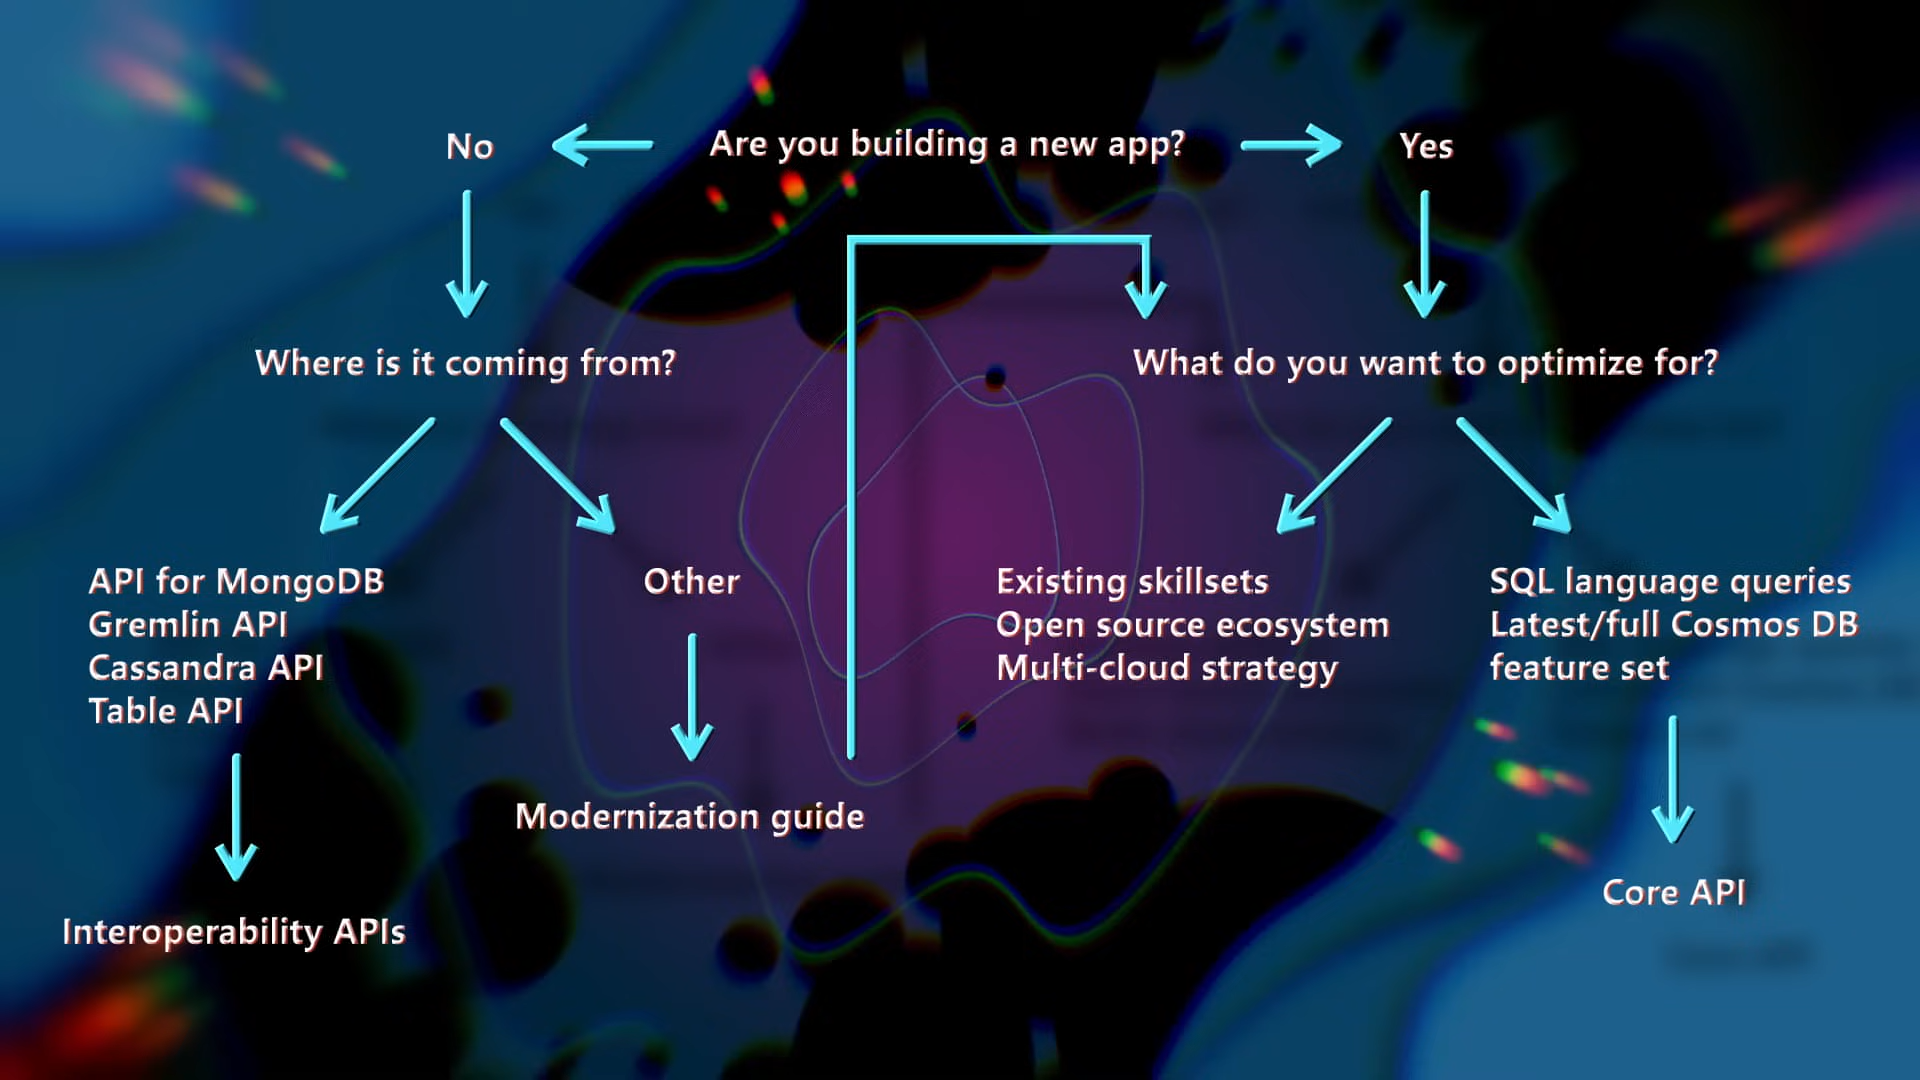 No
Are you building a new app?
Yes
Where is it coming from?
What do you want to optimize for?
API for MongoDB
Gremlin API
Cassandra API
Table API
Other
Existing skillsets
Open source ecosystem
Multi-cloud strategy
SQL language queries
Latest/full Cosmos DB
feature set
Modernization guide
Core API
Interoperability APIs